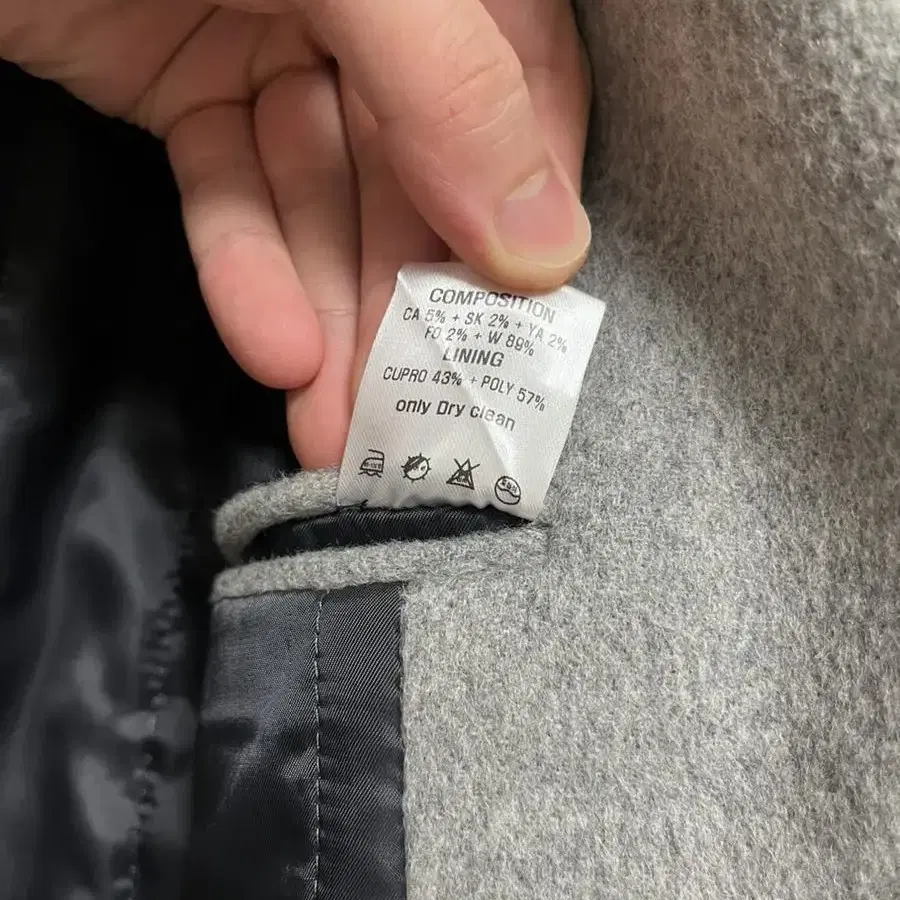 COMPOSITION
CA 5% + SK 2% + YA 2%
FO 2% + W 89%
LINING
CUPRO 43% + POLY 57%
only Dry clean